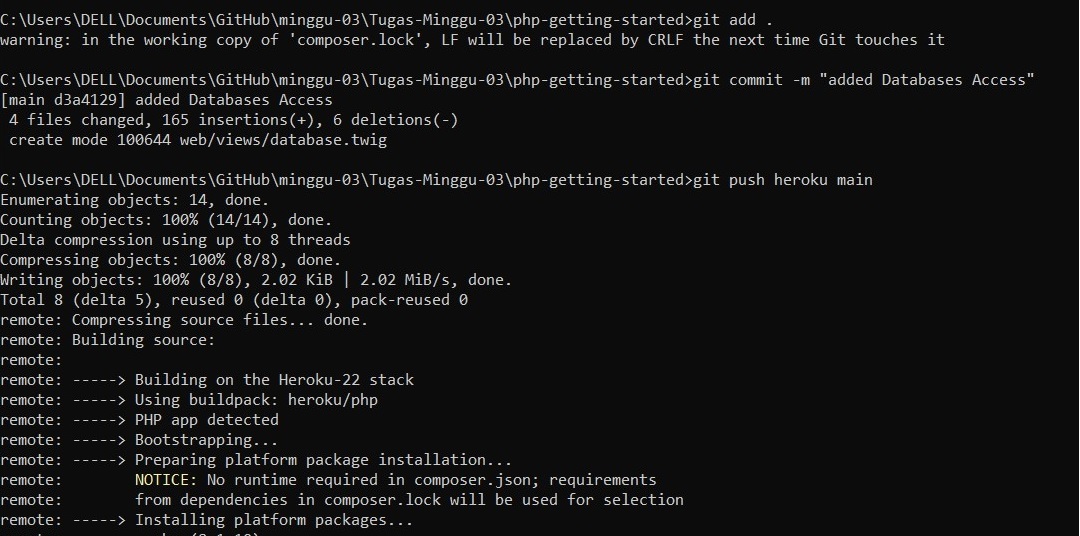 C:\Users\DELL\Documents\GitHub\minggu-03\Tugas-Minggu-03\php-getting-started>git add .
warning: in the working copy of 'composer.lock', LF will be replaced by CRLF the next time Git touches it
C:\Users\DELL\Documents\GitHub\minggu-03\Tugas-Minggu-03\php-getting-started>git commit -m "added Databases Access"
[main d3a4129] added Databases Access
 4 files changed, 165 insertions(+), 6 deletions(-)
 create mode 100644 web/views/database.twig
C:\Users\DELL\Documents\GitHub\minggu-03\Tugas-Minggu-03\php-getting-started>git push heroku main
Enumerating objects: 14, done.
Counting objects: 100% (14/14), done.
Delta compression using up to 8 threads
Compressing objects: 100% (8/8), done.
Writing objects: 100% (8/8), 2.02 KiB | 2.02 MiB/s, done.
Total 8 (delta 5), reused 0 (delta 0), pack-reused 0
remote: Compressing source files... done.
remote: Building source:
remote:
remote: -----> Building on the Heroku-22 stack
remote: -----> Using buildpack: heroku/php
remote: -----> PHP app detected
remote: -----> Bootstrapping...
remote: -----> Preparing platform package installation...
remote:        NOTICE: No runtime required in composer.json; requirements
remote:        from dependencies in composer.lock will be used for selection
remote: -----> Installing platform packages...